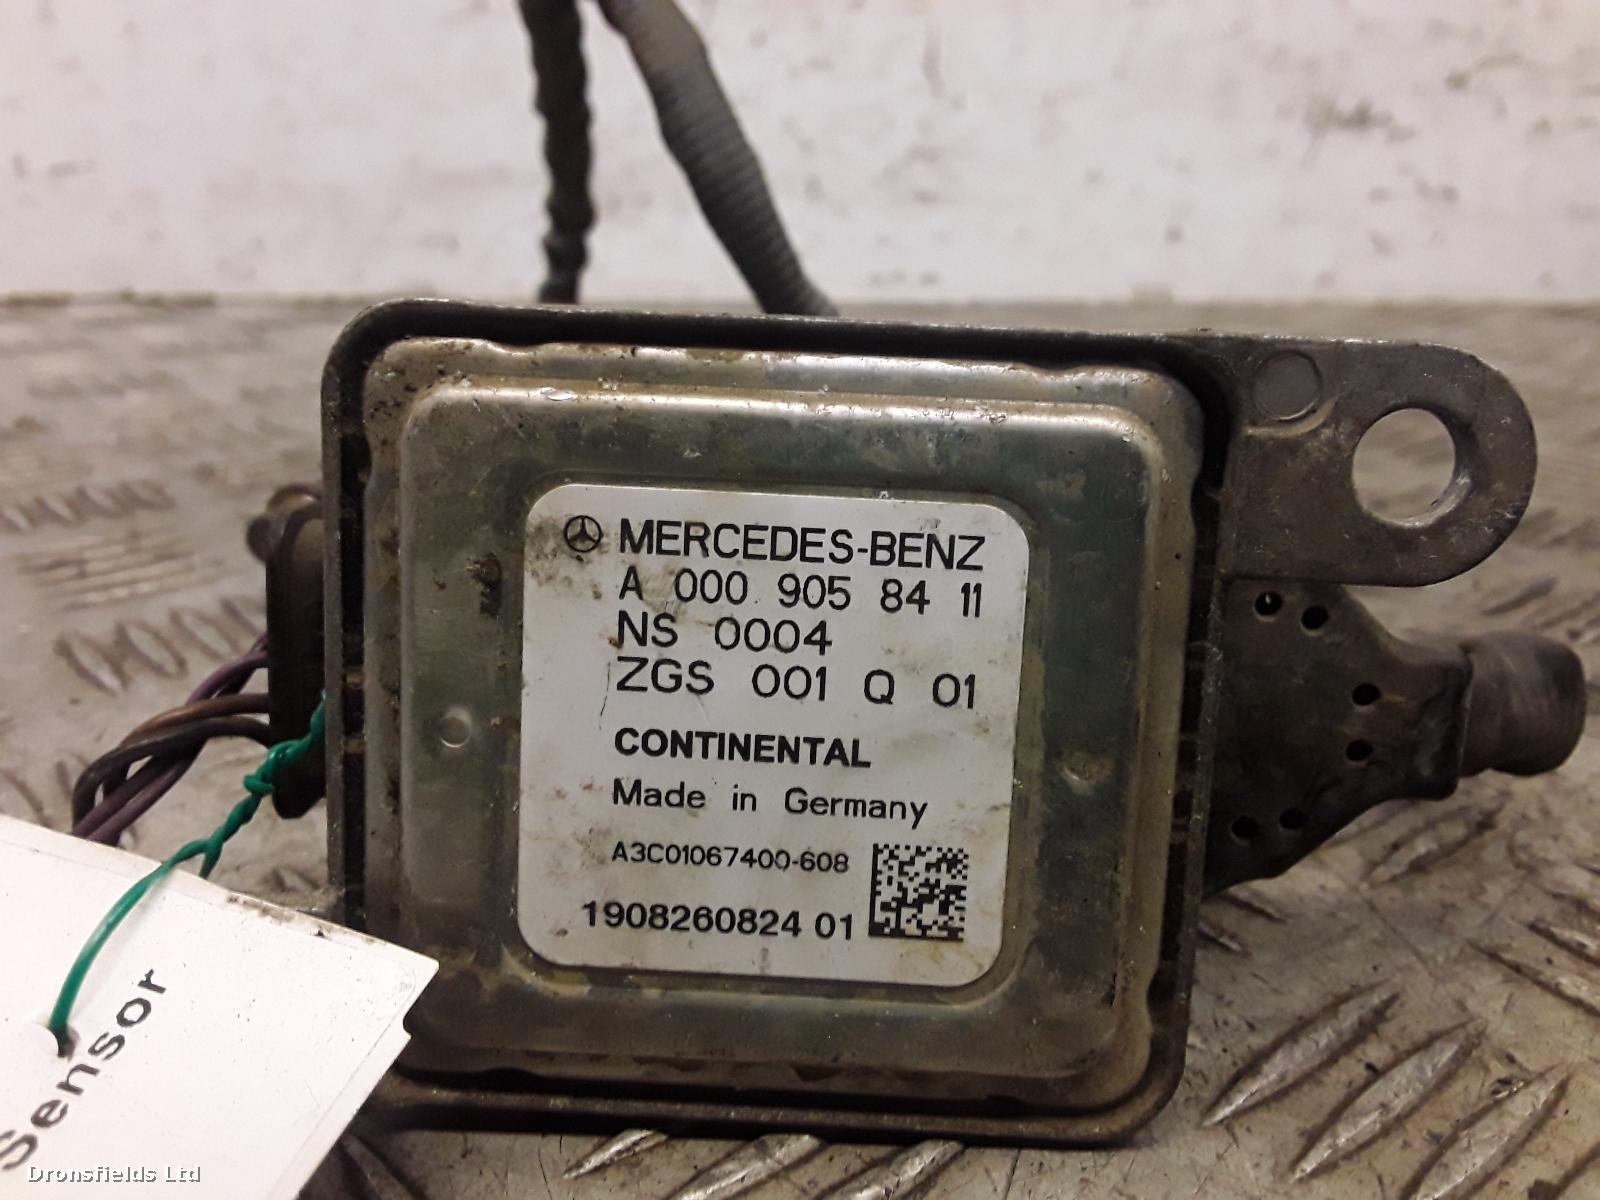 MERCEDES-BENZ
A 000 905 84 11
NS 0004
ZGS 001 Q 01
CONTINENTAL
Made in Germany
A3C01067400-608
1908260824 01
Sensor
Dronsfields Ltd